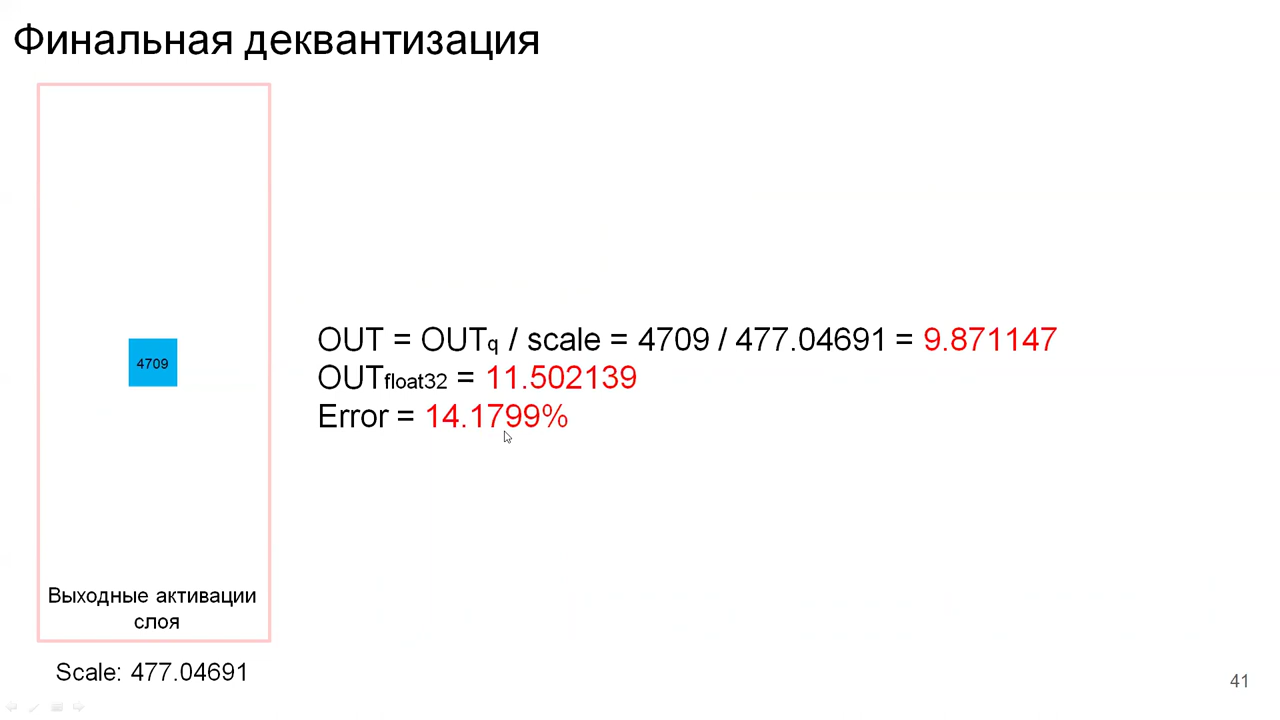 Финальная деквантизация
4709
OUT = OUTq / scale = 4709 / 477.04691 = 9.871147
OUTfloat32 = 11.502139
Error = 14.1799%
Выходные активации
слоя
Scale: 477.04691
41